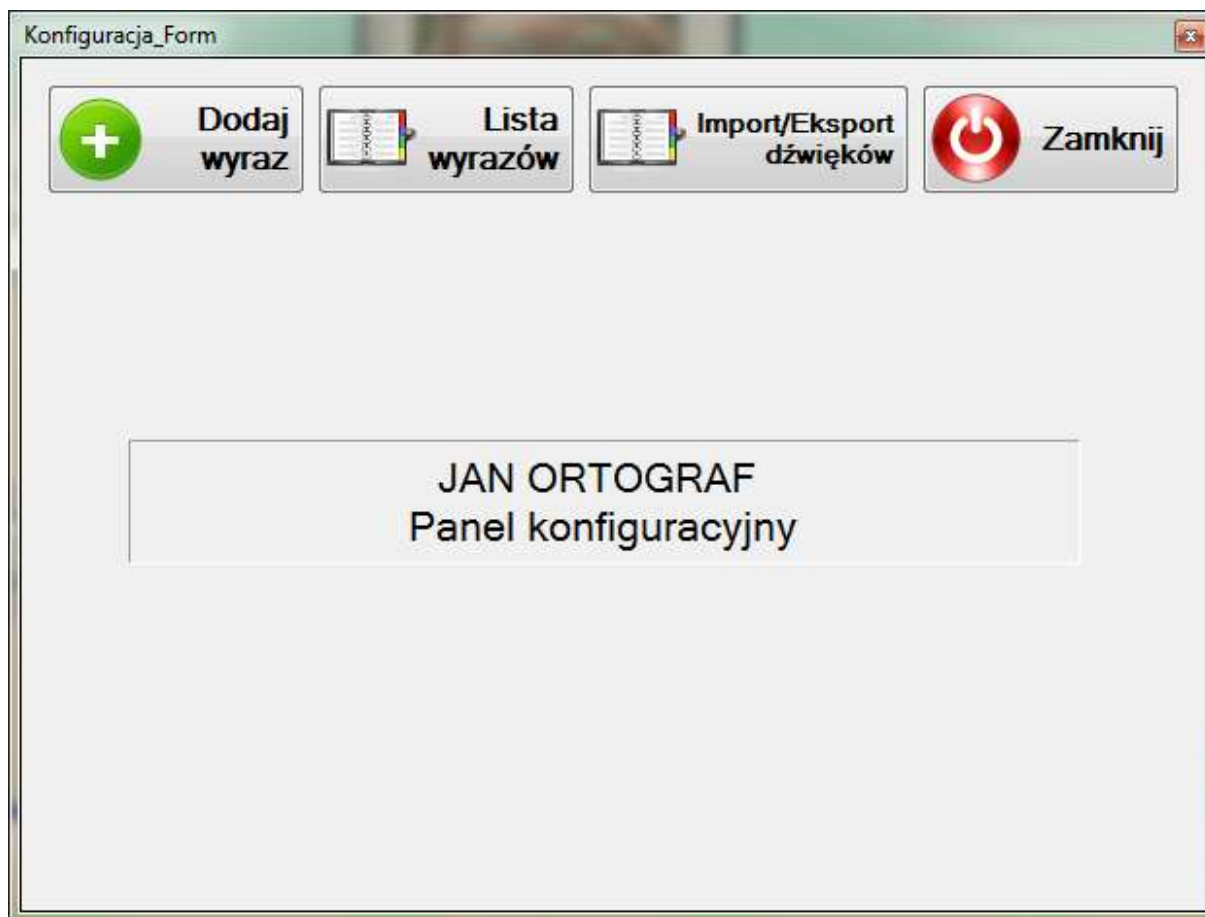 Konfiguracja_Form
Dodaj
wyraz
Lista
wyrazów
Import/Eksport
dźwięków
Zamknij
JAN ORTOGRAF
Panel konfiguracyjny